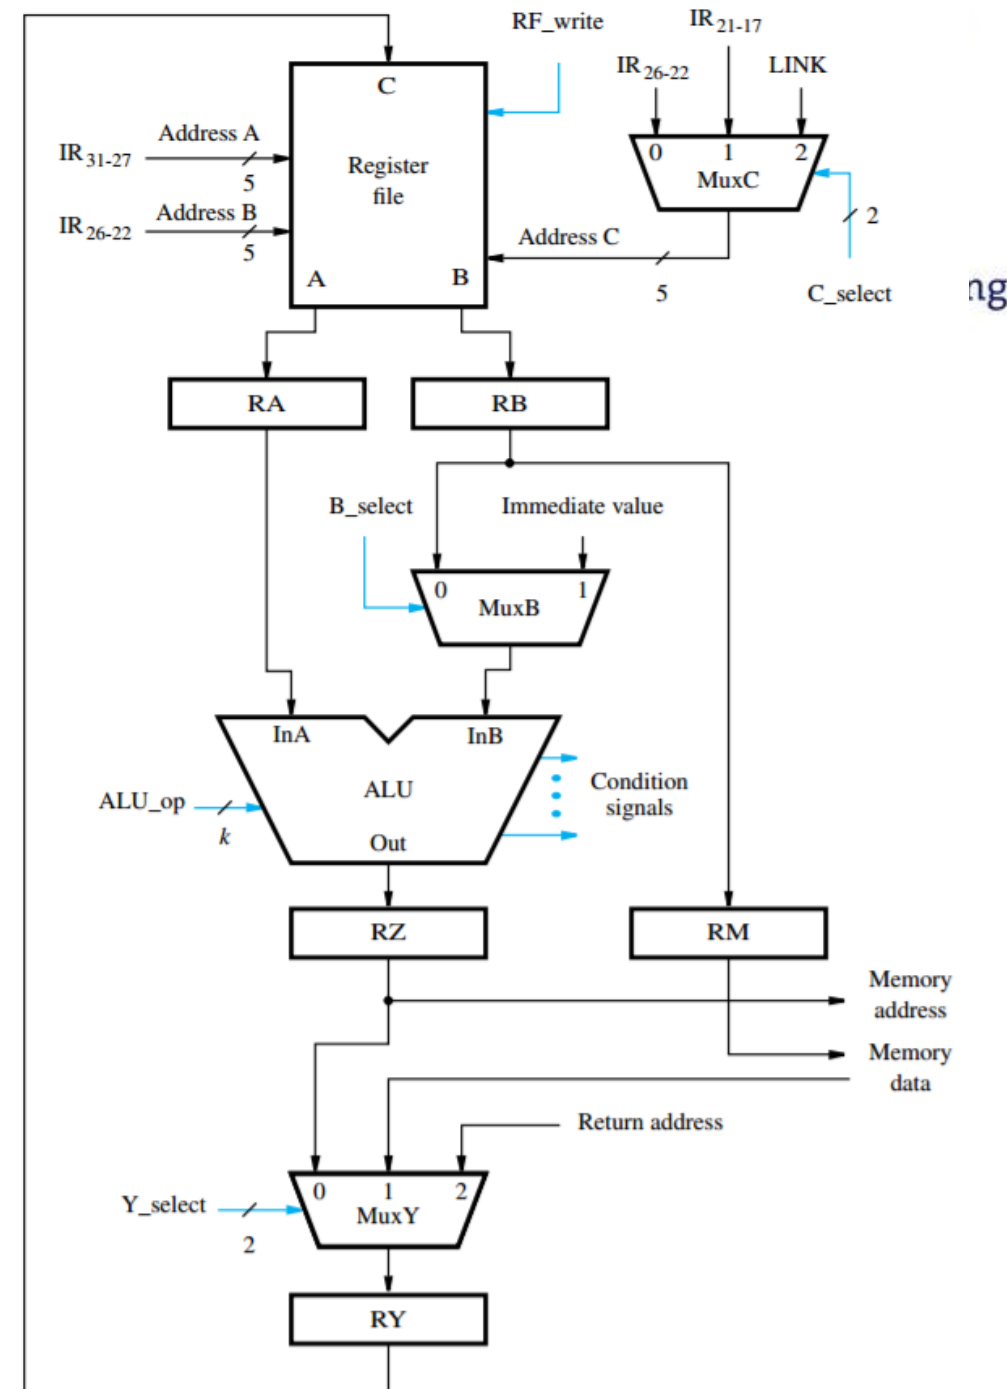 RF_write
IR21-17
IR26-22
LINK
C
Address A
IR31-27
5
Register
file
0 1 2
MuxC
2
Address B
IR26-22
5
Address C
5
C_select
ng
A B
RA
RB
B_select
Immediate value
0 1
MuxB
InA InB
ALU
ALU_op
k
Condition
signals
Out
RZ
RM
Memory
address
Memory
data
Return address
0 1 2
MuxY
Y_select
2
RY